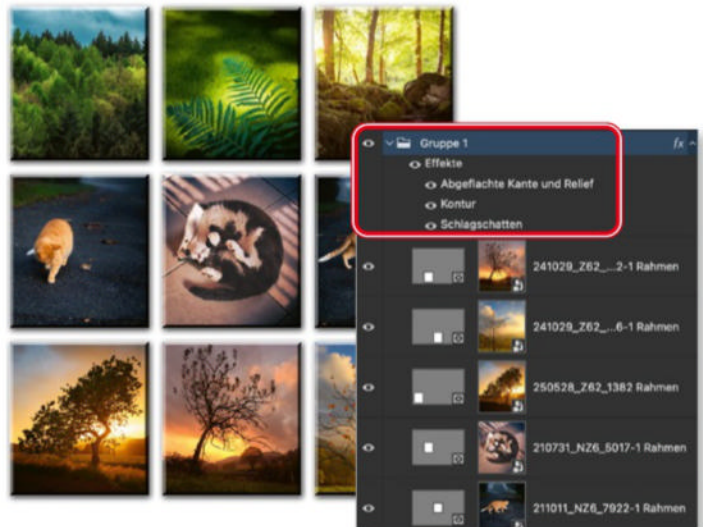 Gruppe 1
fx
Effekte
Abgeflachte Kante und Relief
Kontur
Schlagschatten
241029_Z62_...2-1 Rahmen
241029_Z62_...6-1 Rahmen
250528_Z62_1382 Rahmen
210731_NZ6_5017-1 Rahmen
211011_NZ6_7922-1 Rahmen